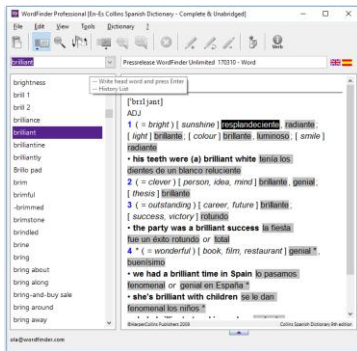 WordFinder Professional [En-Es Collins Spanish Dictionary - Complete & Unabridged]
File Edit View Tools Dictionary ?
Web
brilliant
Pressrelease WordFinder Unlimited 170310 - Word
--- Write head word and press Enter
--- History List
brightness
brill 1
brill 2
brilliance
brilliant
brilliantine
brilliantly
Brillo pad
brim
brimful
-brimmed
brimstone
brindled
brine
bring
bring about
bring along
bring-and-buy sale
bring around
bring away
['brɪljənt]
ADJ
1 ( = bright ) [ sunshine ] resplandeciente, radiante;
[ light ] brillante; [ colour ] brillante, luminoso; [ smile ]
radiante
• his teeth were (a) brilliant white tenía los
dientes de un blanco reluciente
2 ( = clever ) [ person, idea, mind ] brillante, genial;
[ thesis ] brillante
3 ( = outstanding ) [ career, future ] brillante;
[ success, victory ] rotundo
• the party was a brilliant success la fiesta
fue un éxito rotundo or total
4 * ( = wonderful ) [ book, film, restaurant ] genial *,
buenísimo
• we had a brilliant time in Spain lo pasamos
fenomenal or genial en España *
• she's brilliant with children se le dan
fenomenal los niños *
©HarperCollins Publishers 2009
Collins Spanish Dictionary 9th edition
ola@wordfinder.com